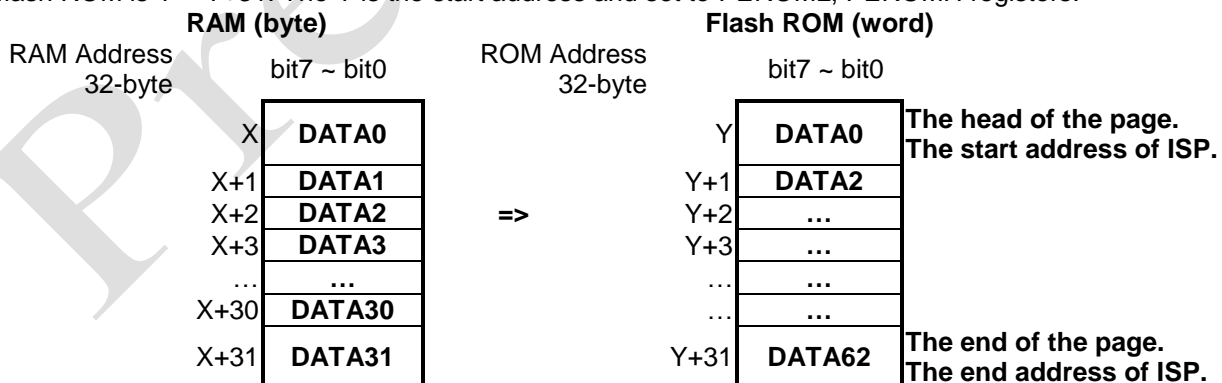 flash ROM is Y ~ Y+31. The Y is the start address and set to PEROML, PEROMH registers.
RAM (byte) Flash ROM (word)
RAM Address 32-byte bit7 ~ bit0 ROM Address 32-byte bit7 ~ bit0
X DATA0 Y DATA0 The head of the page. The start address of ISP.
X+1 DATA1 Y+1 DATA2
X+2 DATA2 => Y+2 …
X+3 DATA3 Y+3 …
… … … …
X+30 DATA30 … …
X+31 DATA31 Y+31 DATA62 The end of the page. The end address of ISP.